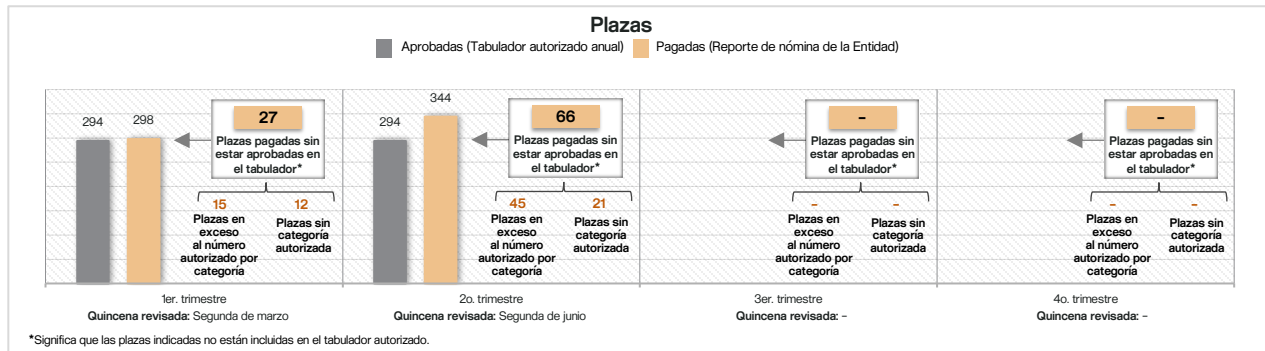 Plazas
Aprobadas (Tabulador autorizado anual)
Pagadas (Reporte de nómina de la Entidad)
294
298
27
Plazas pagadas sin
estar aprobadas en
el tabulador*
15
12
Plazas en
exceso
al número
autorizado por
categoría
Plazas sin
categoría
autorizada
1er. trimestre
Quincena revisada: Segunda de marzo
294
344
66
Plazas pagadas sin
estar aprobadas en
el tabulador*
45
21
Plazas en
exceso
al número
autorizado por
categoría
Plazas sin
categoría
autorizada
2o. trimestre
Quincena revisada: Segunda de junio
-
Plazas pagadas sin
estar aprobadas en
el tabulador*
-
-
Plazas en
exceso
al número
autorizado por
categoría
Plazas sin
categoría
autorizada
3er. trimestre
Quincena revisada: -
-
Plazas pagadas sin
estar aprobadas en
el tabulador*
-
-
Plazas en
exceso
al número
autorizado por
categoría
Plazas sin
categoría
autorizada
4o. trimestre
Quincena revisada: -
*Significa que las plazas indicadas no están incluidas en el tabulador autorizado.